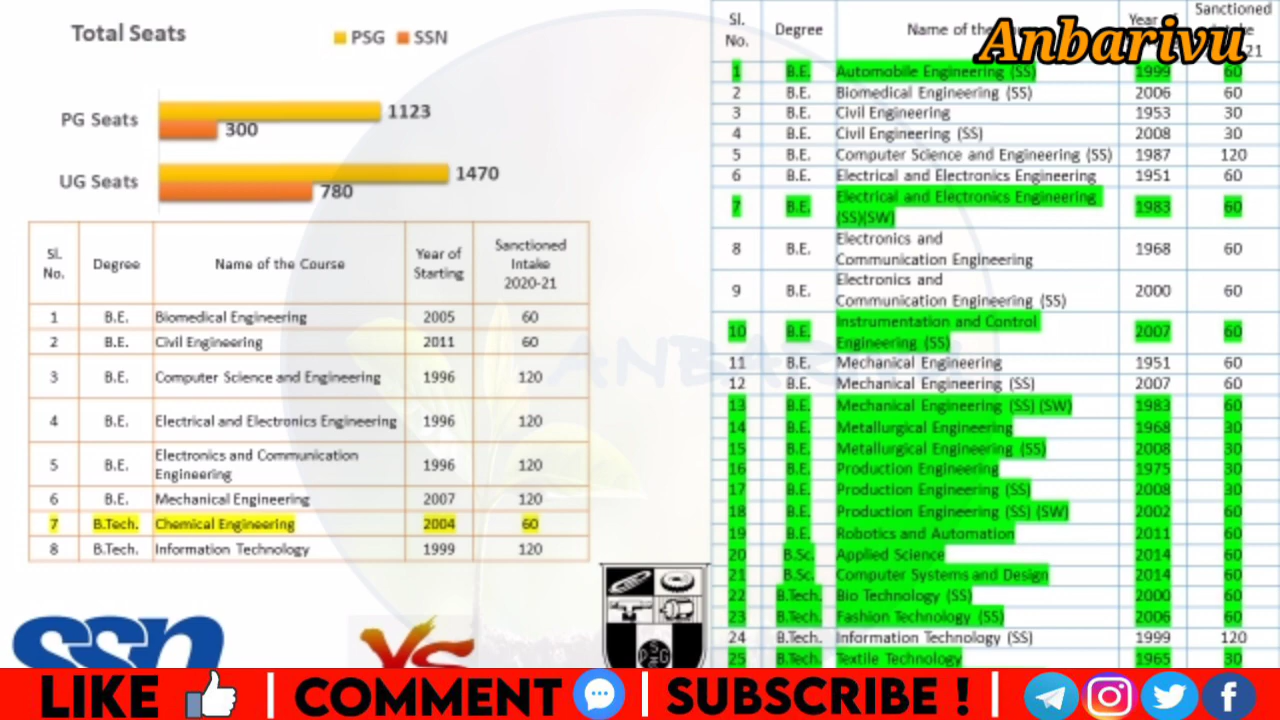 Total Seats
PSG SSN
PG Seats 1123
300
UG Seats 1470
780
Sl. No. Degree Name of the Course Year of Starting Sanctioned Intake 2020-21
1 B.E. Biomedical Engineering 2005 60
2 B.E. Civil Engineering 2011 60
3 B.E. Computer Science and Engineering 1996 120
4 B.E. Electrical and Electronics Engineering 1996 120
5 B.E. Electronics and Communication Engineering 1996 120
6 B.E. Mechanical Engineering 2007 120
7 B.Tech. Chemical Engineering 2004 60
8 B.Tech. Information Technology 1999 120
SSN
VS
PSG
Sl. No. Degree Name of the Year of Sanctioned
Anbarivu
1 B.E. Automobile Engineering (SS) 1999 60
2 B.E. Biomedical Engineering (SS) 2006 60
3 B.E. Civil Engineering 1953 30
4 B.E. Civil Engineering (SS) 2008 30
5 B.E. Computer Science and Engineering (SS) 1987 120
6 B.E. Electrical and Electronics Engineering 1951 60
7 B.E. Electrical and Electronics Engineering (SS)(SW) 1983 60
8 B.E. Electronics and Communication Engineering 1968 60
9 B.E. Electronics and Communication Engineering (SS) 2000 60
10 B.E. Instrumentation and Control Engineering (SS) 2007 60
11 B.E. Mechanical Engineering 1951 60
12 B.E. Mechanical Engineering (SS) 2007 60
13 B.E. Mechanical Engineering (SS) (SW) 1983 60
14 B.E. Metallurgical Engineering 1968 30
15 B.E. Metallurgical Engineering (SS) 2008 30
16 B.E. Production Engineering 1975 30
17 B.E. Production Engineering (SS) 2008 30
18 B.E. Production Engineering (SS) (SW) 2002 60
19 B.E. Robotics and Automation 2011 60
20 B.Sc. Applied Science 2014 60
21 B.Sc. Computer Systems and Design 2014 60
22 B.Tech. Bio Technology (SS) 2000 60
23 B.Tech. Fashion Technology (SS) 2006 60
24 B.Tech. Information Technology (SS) 1999 120
25 B.Tech. Textile Technology 1965 30
LIKE | COMMENT | SUBSCRIBE ! |